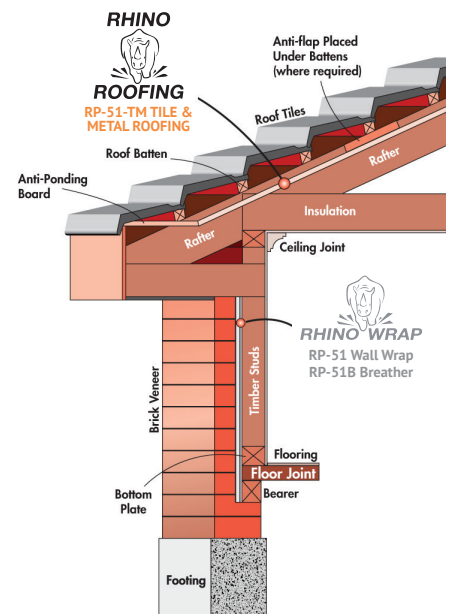 RHINO
ROOFING
RP-51-TM TILE &
METAL ROOFING
Anti-flap Placed
Under Battens
(where required)
Roof Tiles
Roof Batten
Rafter
Anti-Ponding
Board
Insulation
Rafter
Ceiling Joint
RHINO WRAP
RP-51 Wall Wrap
RP-51B Breather
Timber Studs
Brick Veneer
Flooring
Floor Joint
Bearer
Bottom
Plate
Footing